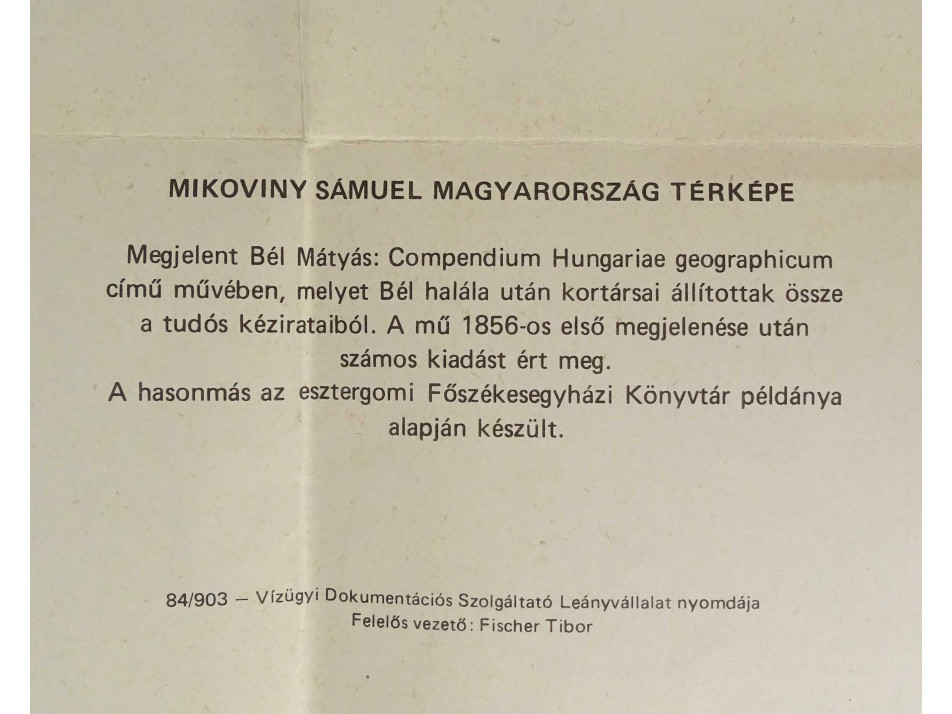 MIKOVINY SÁMUEL MAGYARORSZÁG TÉRKÉPE
Megjelent Bél Mátyás: Compendium Hungariae geographicum
című művében, melyet Bél halála után kortársai állítottak össze
a tudós kézirataiból. A mű 1856-os első megjelenése után
számos kiadást ért meg.
A hasonmás az esztergomi Főszékesegyházi Könyvtár példánya
alapján készült.
84/903 — Vízügyi Dokumentációs Szolgáltató Leányvállalat nyomdája
Felelős vezető: Fischer Tibor